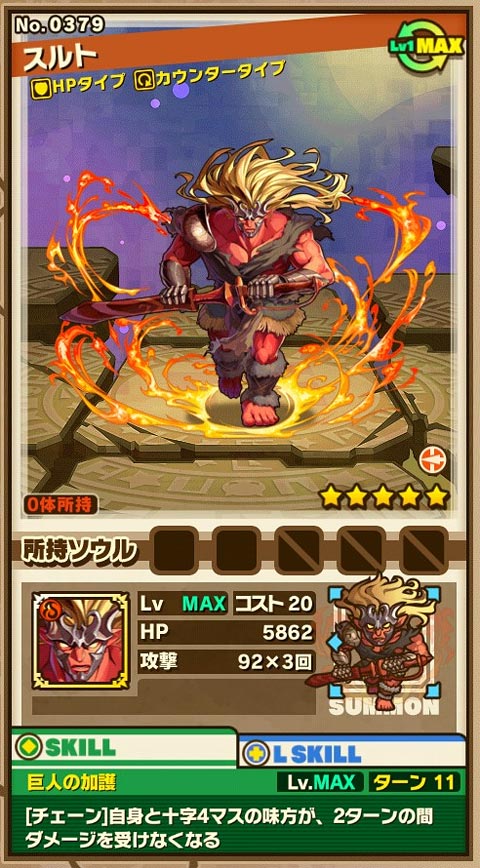 No.0379
スルト
Lv1 MAX
HPタイプ カウンタータイプ
0体所持
所持ソウル
Lv MAX コスト 20
HP 5862
攻撃 92×3回
SUMMON
SKILL
L SKILL
巨人の加護 Lv.MAX ターン 11
[チェーン]自身と十字4マスの味方が、2ターンの間
ダメージを受けなくなる